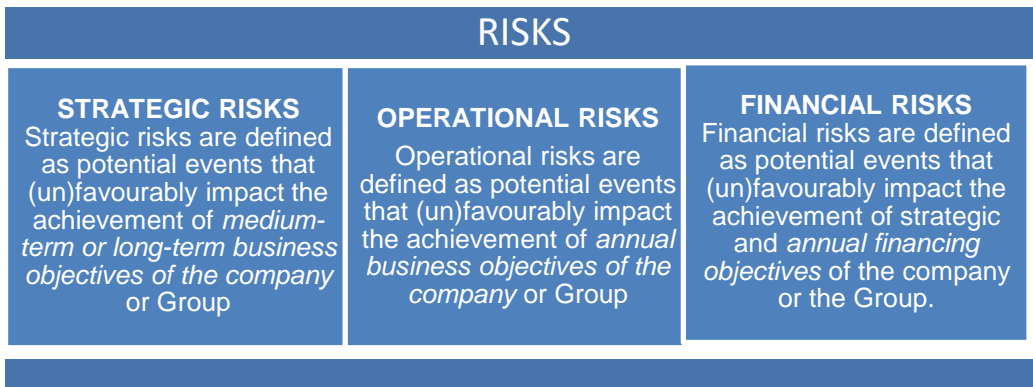 RISKS
STRATEGIC RISKS
Strategic risks are defined
as potential events that
(un)favourably impact the
achievement of medium-
term or long-term business
objectives of the company
or Group
OPERATIONAL RISKS
Operational risks are
defined as potential events
that (un)favourably impact
the achievement of annual
business objectives of the
company or Group
FINANCIAL RISKS
Financial risks are defined
as potential events that
(un)favourably impact the
achievement of strategic
and annual financing
objectives of the company
or the Group.